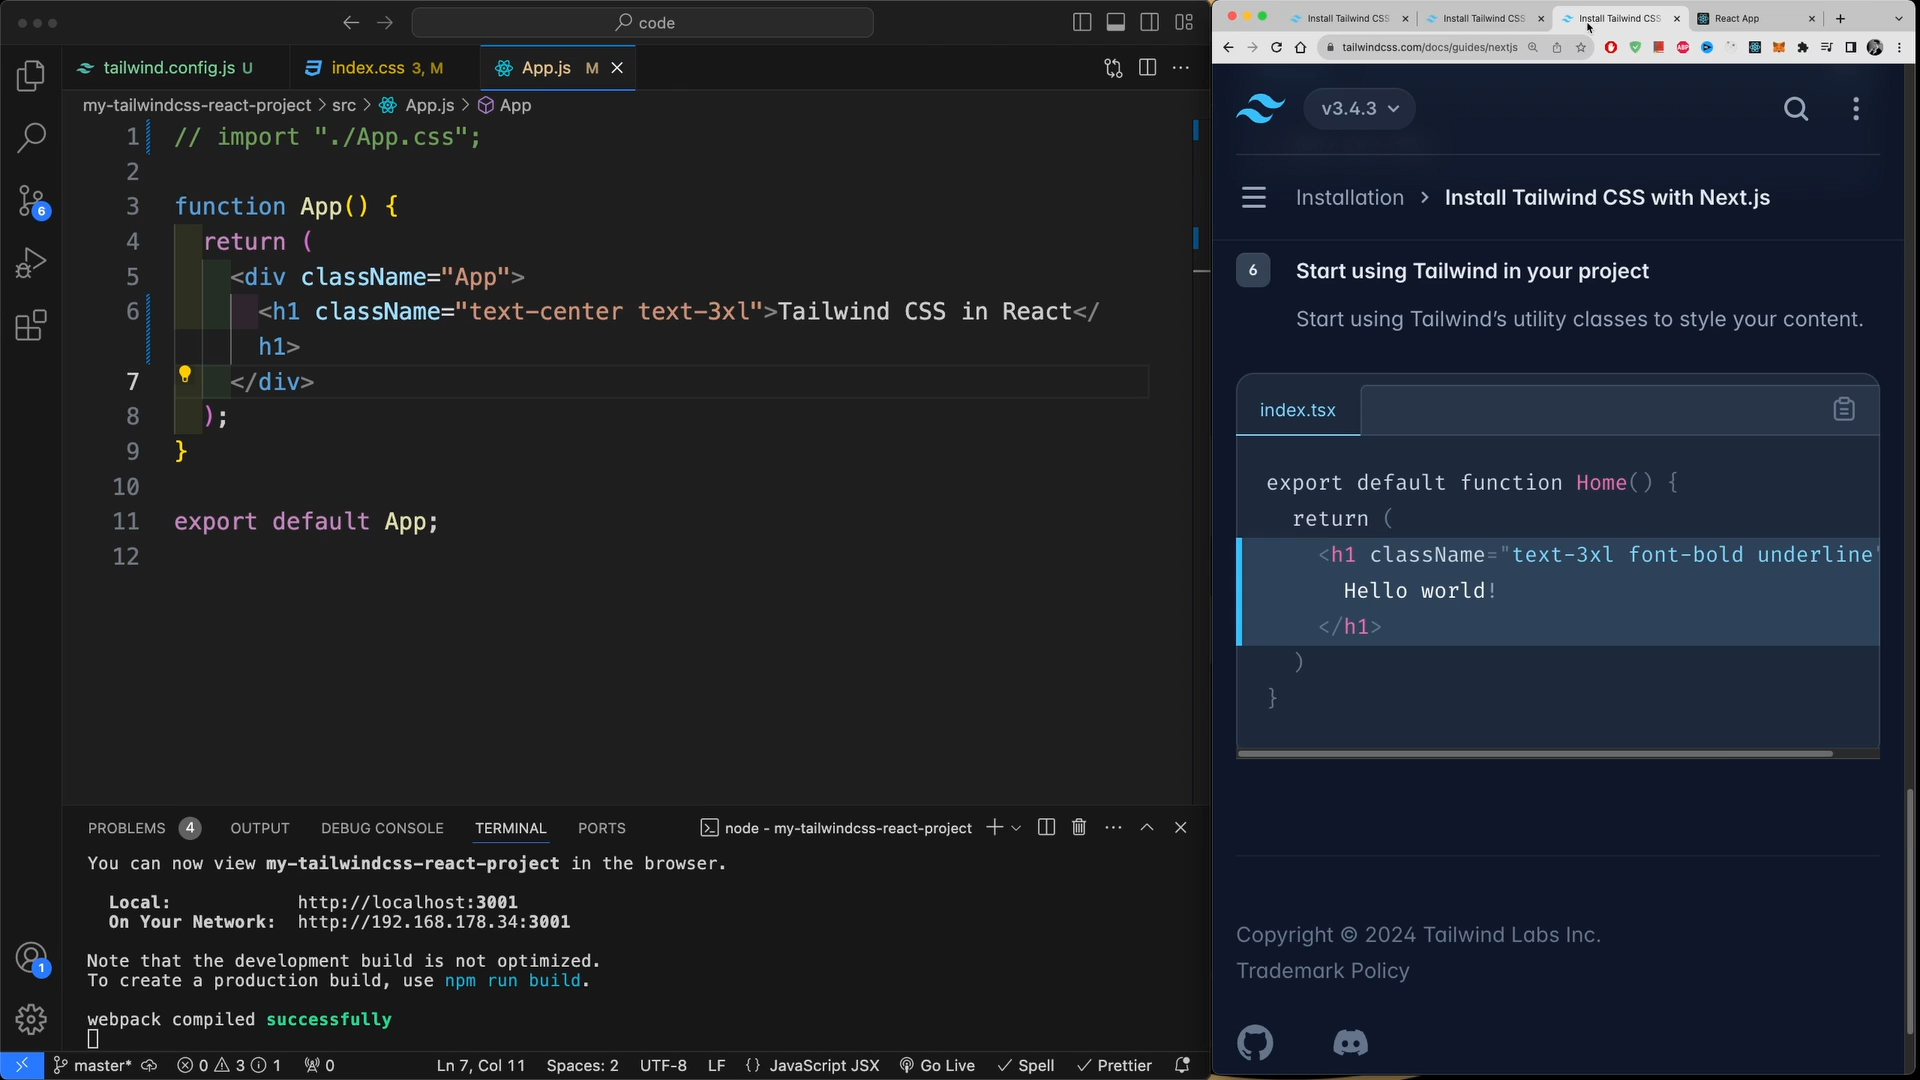 code
tailwind.config.js U
index.css 3, M
App.js M
my-tailwindcss-react-project > src > App.js > App
1 // import "./App.css";
2
3 function App() {
4 return (
5 <div className="App">
6 <h1 className="text-center text-3xl">Tailwind CSS in React</
h1>
7 </div>
8 );
9 }
10
11 export default App;
12
6
1
PROBLEMS 4 OUTPUT DEBUG CONSOLE TERMINAL PORTS
node - my-tailwindcss-react-project
You can now view my-tailwindcss-react-project in the browser.
Local: http://localhost:3001
On Your Network: http://192.168.178.34:3001
Note that the development build is not optimized.
To create a production build, use npm run build.
webpack compiled successfully
master* 0 3 1 0 Ln 7, Col 11 Spaces: 2 UTF-8 LF {} JavaScript JSX Go Live Spell Prettier
Install Tailwind CSS Install Tailwind CSS Install Tailwind CSS React App
tailwindcss.com/docs/guides/nextjs
ABP
v3.4.3
Installation > Install Tailwind CSS with Next.js
6 Start using Tailwind in your project
Start using Tailwind’s utility classes to style your content.
index.tsx
export default function Home() {
return (
<h1 className="text-3xl font-bold underline"
Hello world!
</h1>
)
}
Copyright © 2024 Tailwind Labs Inc.
Trademark Policy